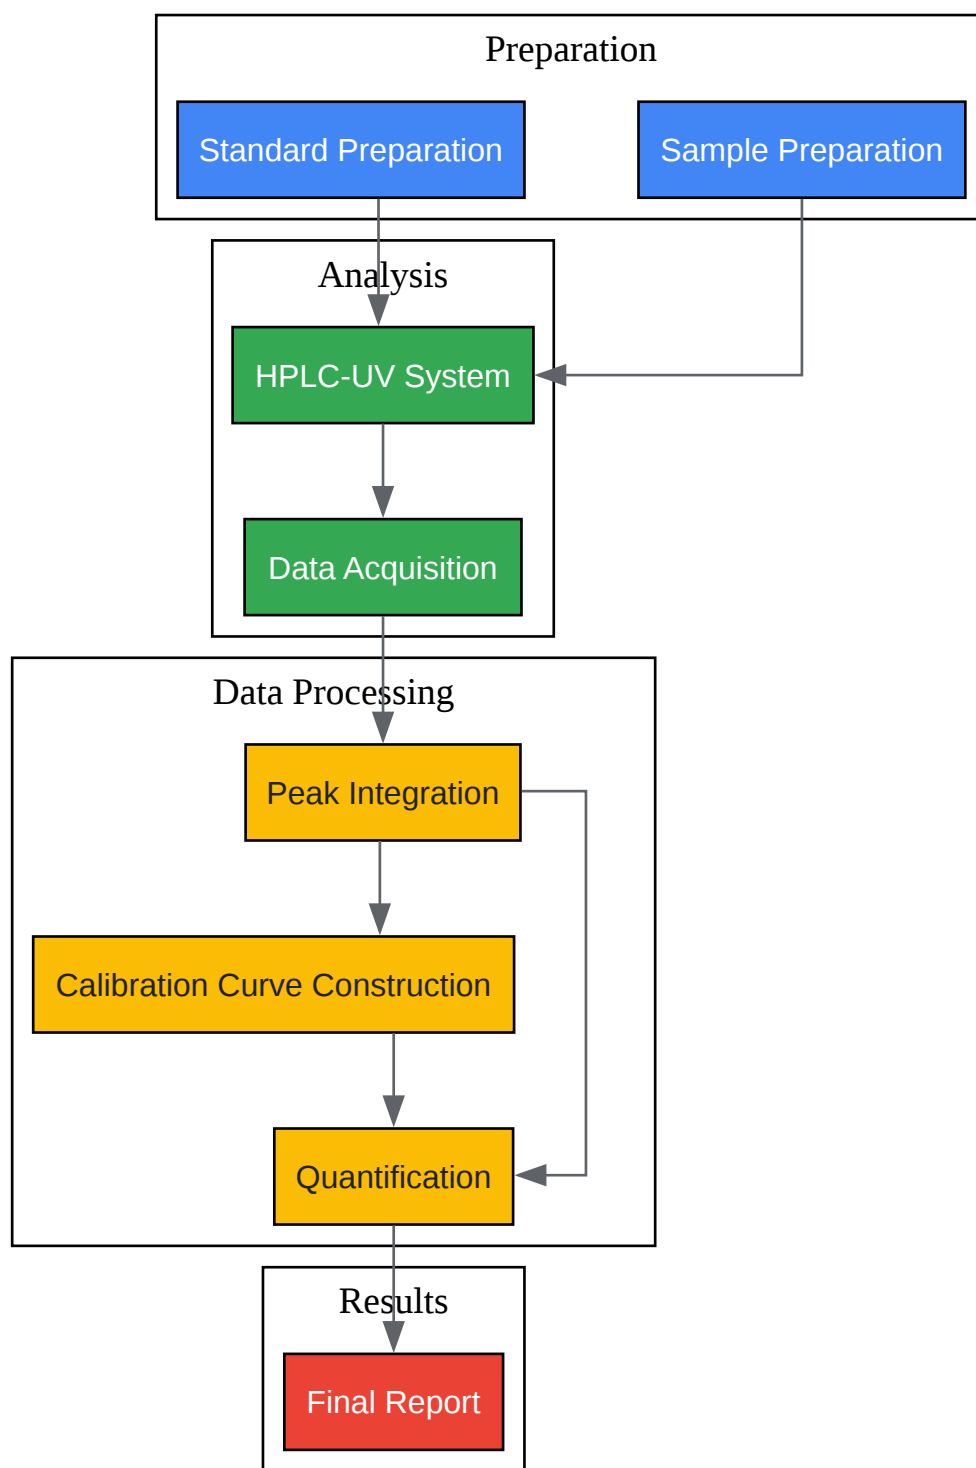 Preparation
Standard Preparation
Sample Preparation
Analysis
HPLC-UV System
Data Acquisition
Data Processing
Peak Integration
Calibration Curve Construction
Quantification
Results
Final Report